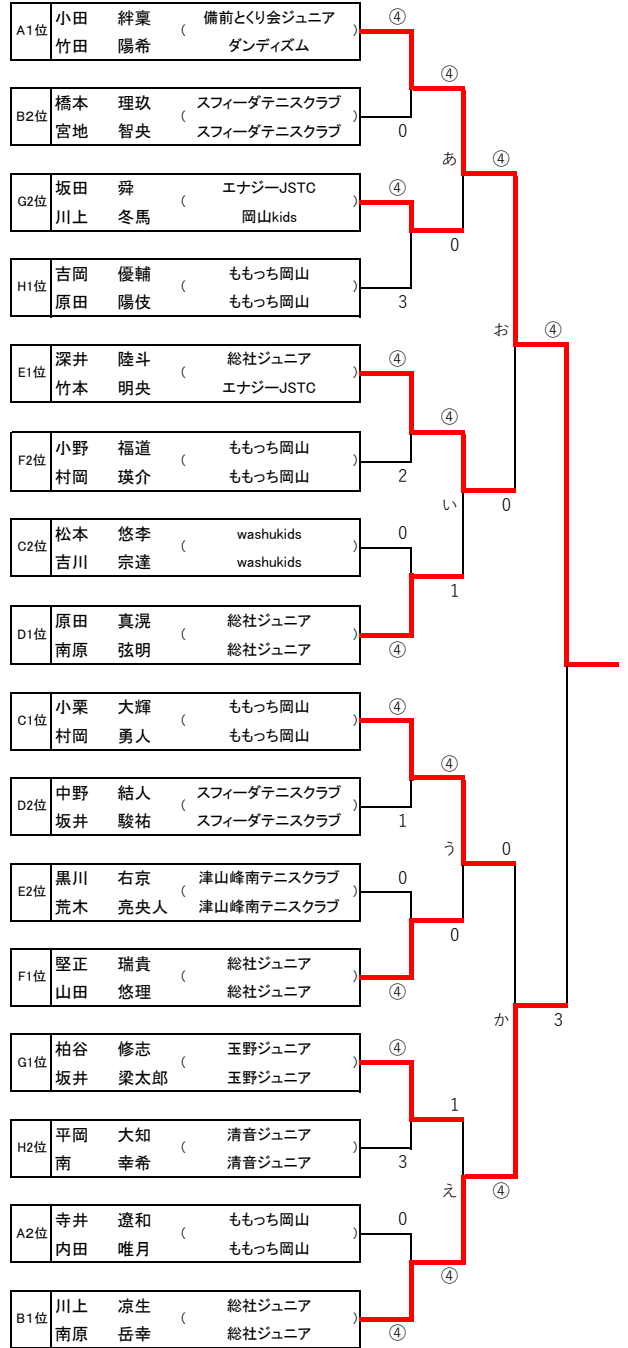 A1位 小田 絆稟 ( 備前とくり会ジュニア )
竹田 陽希 ダンディズム
④
④
B2位 橋本 理玖 ( スフィーダテニスクラブ )
宮地 智央 スフィーダテニスクラブ
0
あ ④
G2位 坂田 舜 ( エナジーJSTC )
川上 冬馬 岡山kids
④
0
H1位 吉岡 優輔 ( ももっち岡山 )
原田 陽伎 ももっち岡山
3
お ④
E1位 深井 陸斗 ( 総社ジュニア )
竹本 明央 エナジーJSTC
④
④
F2位 小野 福道 ( ももっち岡山 )
村岡 瑛介 ももっち岡山
2
い 0
C2位 松本 悠李 ( washukids )
吉川 宗達 washukids
0
1
D1位 原田 真滉 ( 総社ジュニア )
南原 弦明 総社ジュニア
④
C1位 小栗 大輝 ( ももっち岡山 )
村岡 勇人 ももっち岡山
④
④
D2位 中野 結人 ( スフィーダテニスクラブ )
坂井 駿祐 スフィーダテニスクラブ
1
う 0
E2位 黒川 右京 ( 津山峰南テニスクラブ )
荒木 亮央人 津山峰南テニスクラブ
0
0
F1位 堅正 瑞貴 ( 総社ジュニア )
山田 悠理 総社ジュニア
④
か 3
G1位 柏谷 修志 ( 玉野ジュニア )
坂井 梁太郎 玉野ジュニア
④
1
H2位 平岡 大知 ( 清音ジュニア )
南 幸希 清音ジュニア
3
え ④
A2位 寺井 遼和 ( ももっち岡山 )
内田 唯月 ももっち岡山
0
④
B1位 川上 凉生 ( 総社ジュニア )
南原 岳幸 総社ジュニア
④